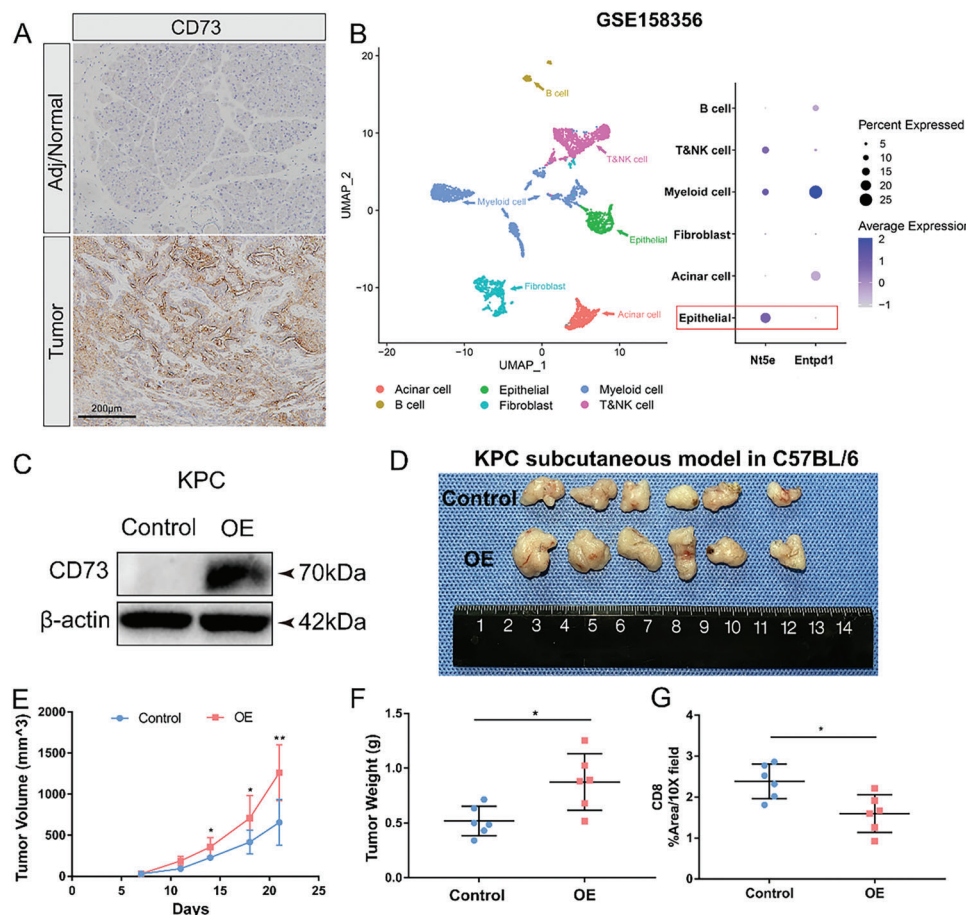 A
CD73
Adj/Normal
Tumor
200μm
B
GSE158356
UMAP_2
20
10
0
−10
B cell
T&NK cell
Myeloid cell
Epithelial
Fibroblast
Acinar cell
−20
−10
0
10
20
UMAP_1
Acinar cell
Epithelial
Myeloid cell
B cell
Fibroblast
T&NK cell
B cell
T&NK cell
Myeloid cell
Fibroblast
Acinar cell
Epithelial
Nt5e
Entpd1
Percent Expressed
5
10
15
20
25
Average Expression
2
1
0
−1
C
KPC
Control
OE
CD73
70kDa
β-actin
42kDa
D
KPC subcutaneous model in C57BL/6
Control
OE
1 2 3 4 5 6 7 8 9 10 11 12 13 14
E
Control
OE
Tumor Volume (mm^3)
2000
1500
1000
500
0
*
*
**
0 5 10 15 20 25
Days
F
Tumor Weight (g)
1.5
1.0
0.5
0.0
*
Control
OE
G
CD8
%Area/10X field
4
3
2
1
0
*
Control
OE